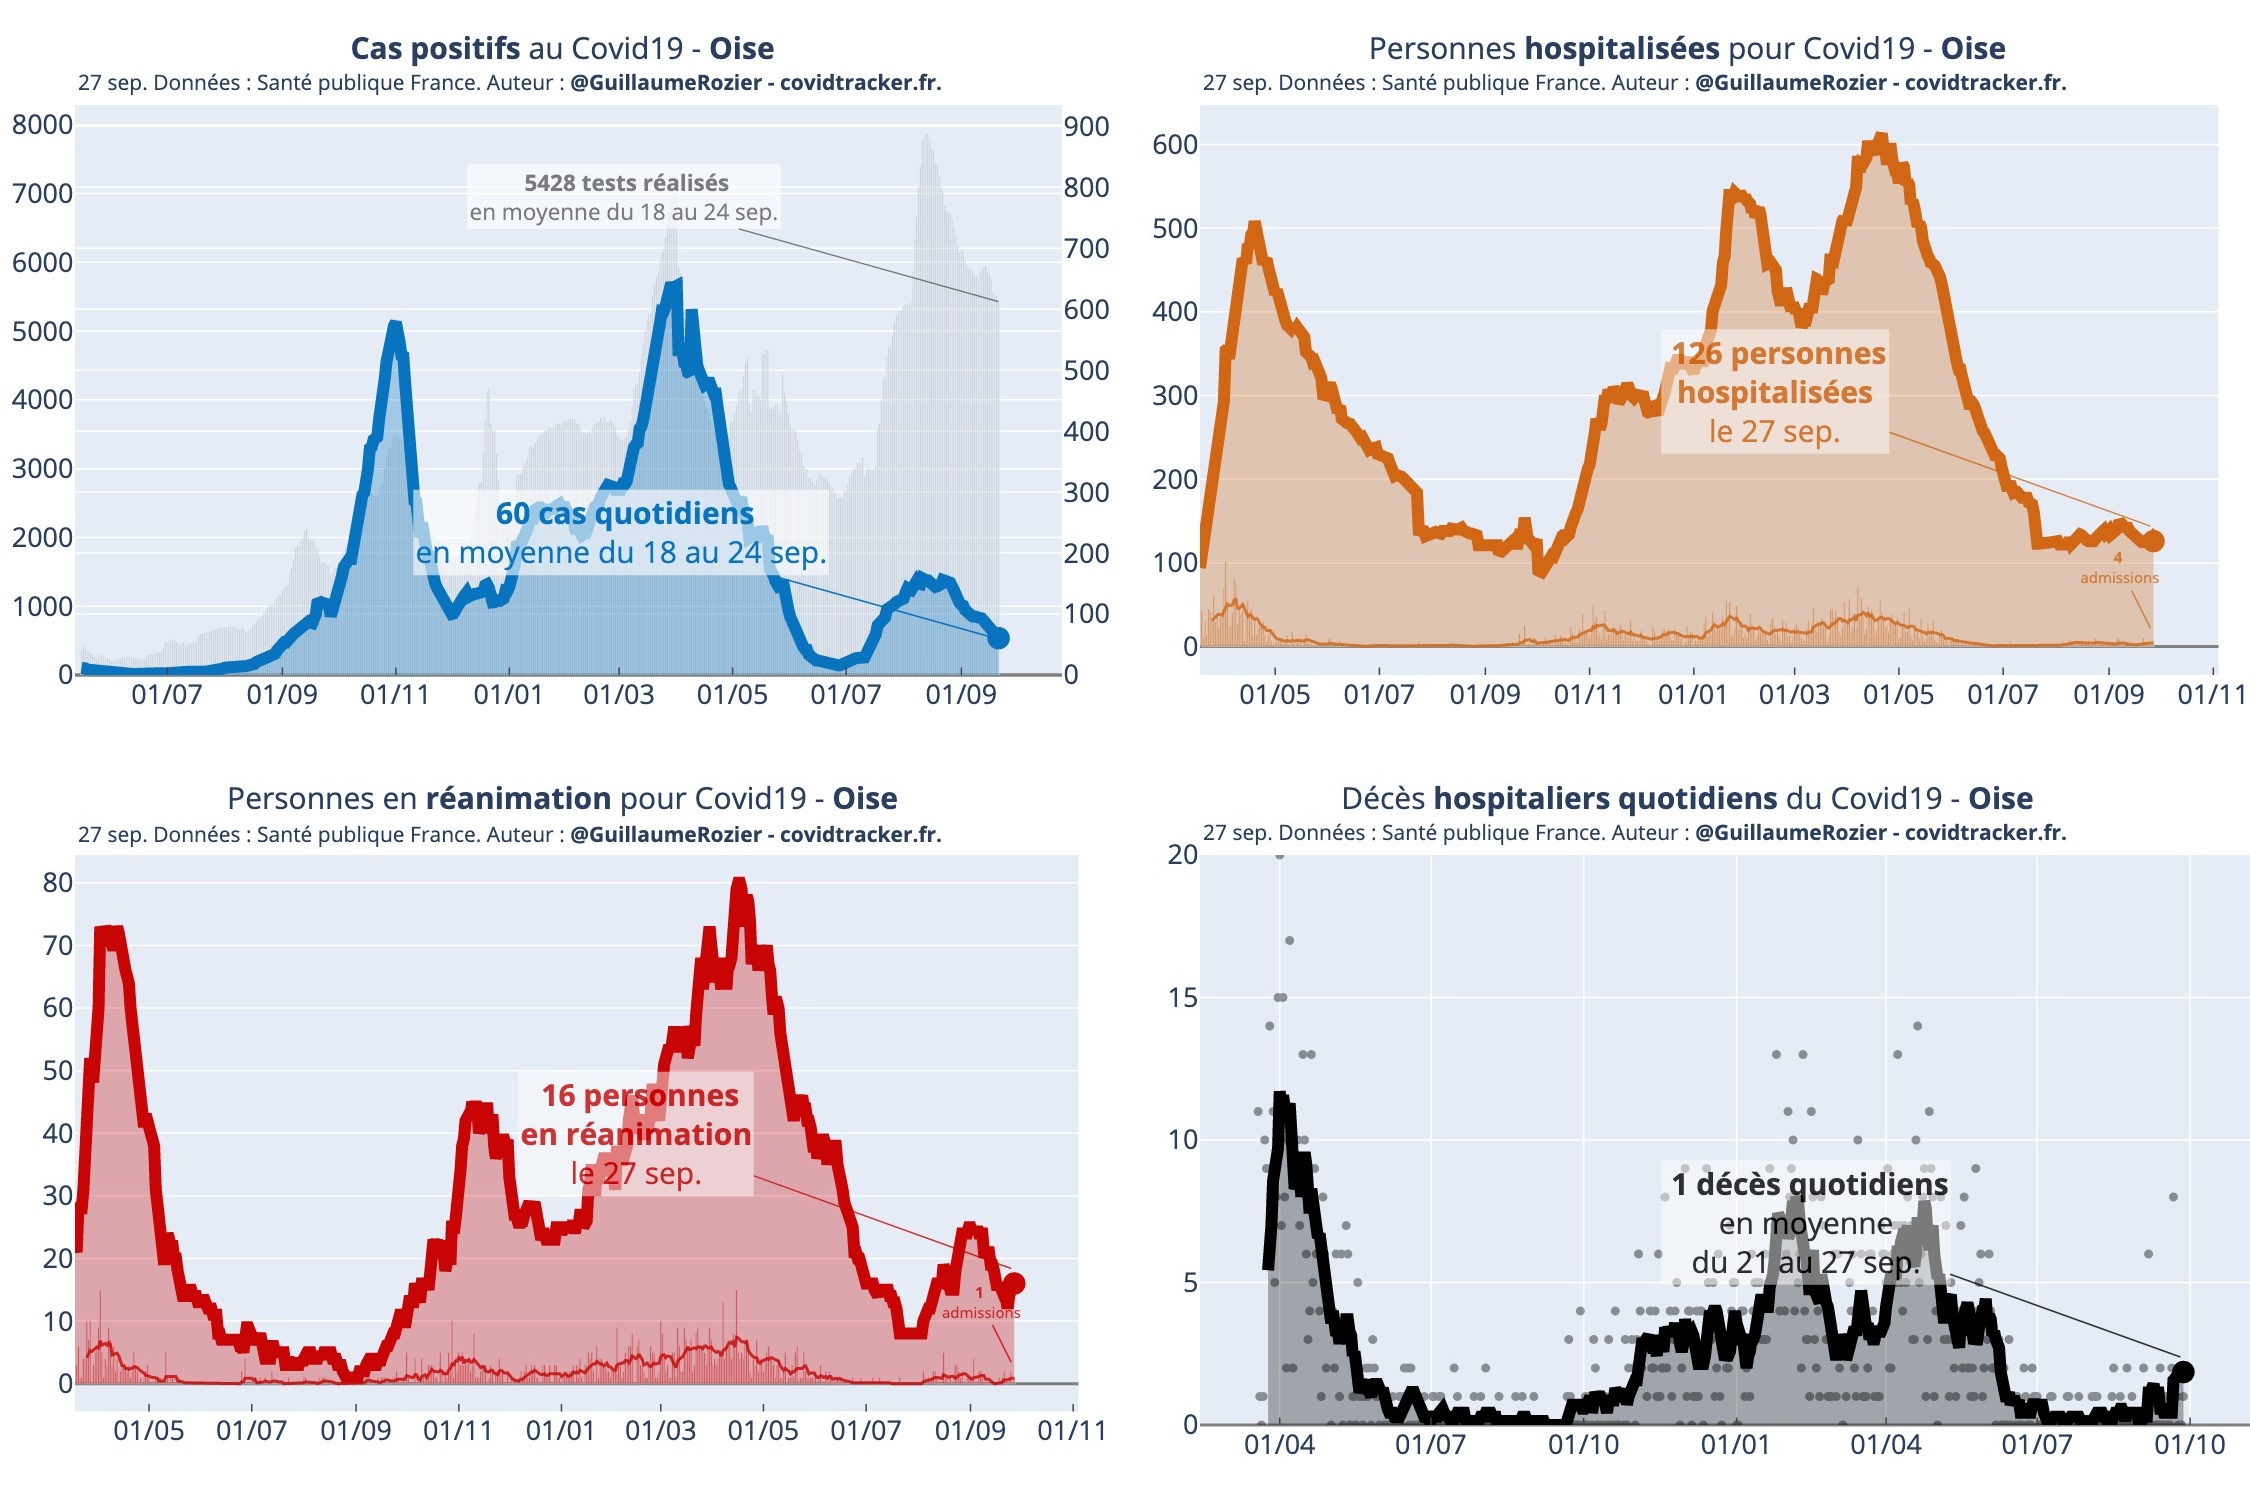 Cas positifs au Covid19 - Oise
27 sep. Données : Santé publique France. Auteur : @GuillaumeRozier - covidtracker.fr.
8000
7000
6000
5000
4000
3000
2000
1000
0
900
800
700
600
500
400
300
200
100
0
5428 tests réalisés
en moyenne du 18 au 24 sep.
60 cas quotidiens
en moyenne du 18 au 24 sep.
01/07 01/09 01/11 01/01 01/03 01/05 01/07 01/09
Personnes hospitalisées pour Covid19 - Oise
27 sep. Données : Santé publique France. Auteur : @GuillaumeRozier - covidtracker.fr.
600
500
400
300
200
100
0
126 personnes
hospitalisées
le 27 sep.
4
admissions
01/05 01/07 01/09 01/11 01/01 01/03 01/05 01/07 01/09 01/11
Personnes en réanimation pour Covid19 - Oise
27 sep. Données : Santé publique France. Auteur : @GuillaumeRozier - covidtracker.fr.
80
70
60
50
40
30
20
10
0
16 personnes
en réanimation
le 27 sep.
1
admissions
01/05 01/07 01/09 01/11 01/01 01/03 01/05 01/07 01/09 01/11
Décès hospitaliers quotidiens du Covid19 - Oise
27 sep. Données : Santé publique France. Auteur : @GuillaumeRozier - covidtracker.fr.
20
15
10
5
0
1 décès quotidiens
en moyenne
du 21 au 27 sep.
01/04 01/07 01/10 01/01 01/04 01/07 01/10